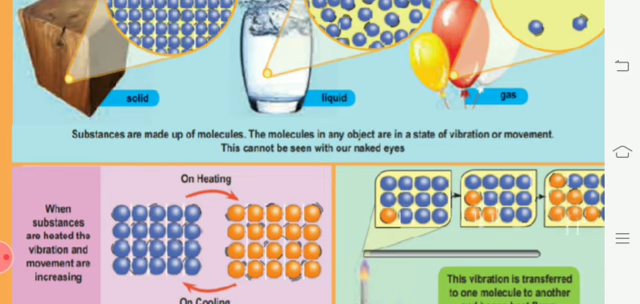 solid
liquid
gas
Substances are made up of molecules. The molecules in any object are in a state of vibration or movement.
This cannot be seen with our naked eyes
When
substances
are heated the
vibration and
movement are
increasing
On Heating
On Cooling
This vibration is transferred
to one molecule to another